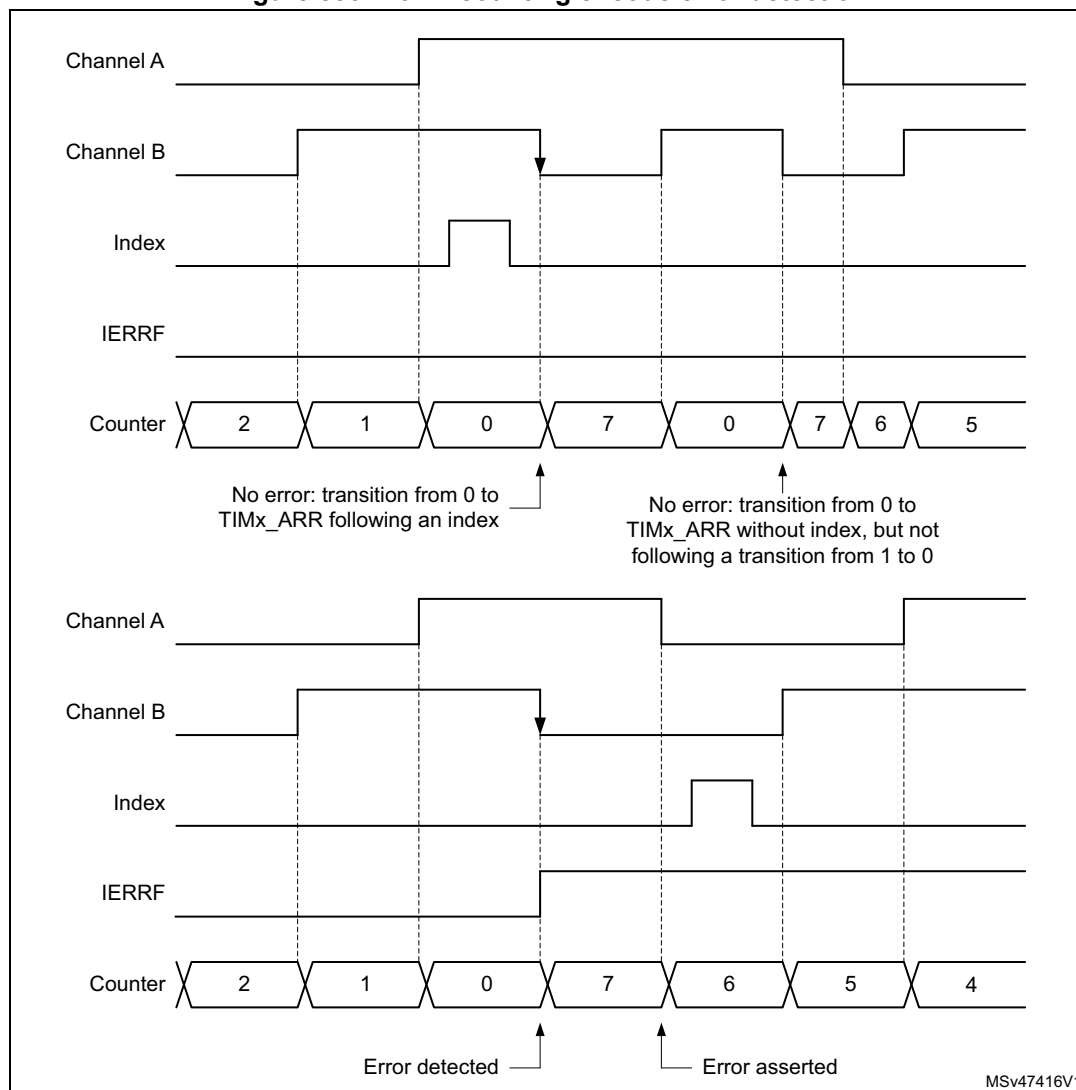 Channel A
Channel B
Index
IERRF
Counter 2 1 0 7 0 7 6 5
No error: transition from 0 to
TIMx_ARR following an index
No error: transition from 0 to
TIMx_ARR without index, but not
following a transition from 1 to 0
Channel A
Channel B
Index
IERRF
Counter 2 1 0 7 6 5 4
Error detected
Error asserted